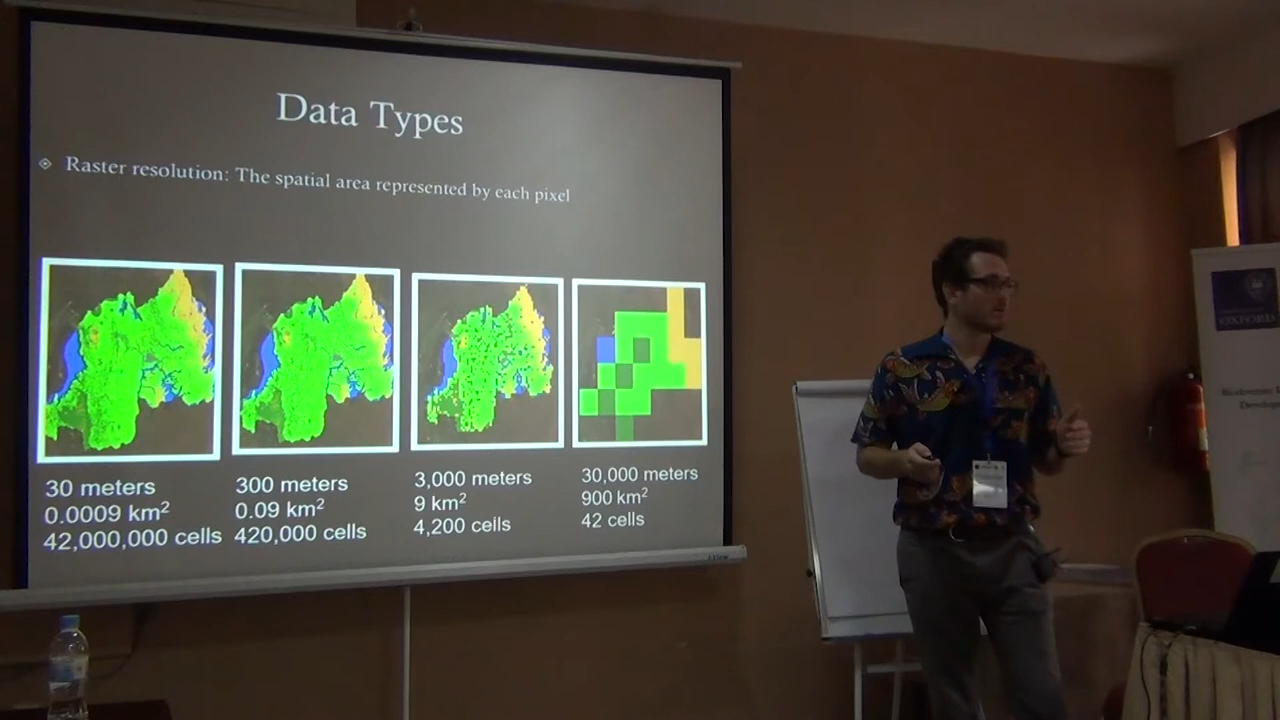 Data Types
Raster resolution: The spatial area represented by each pixel
30 meters
0.0009 km²
42,000,000 cells
300 meters
0.09 km²
420,000 cells
3,000 meters
9 km²
4,200 cells
30,000 meters
900 km²
42 cells
OXFORD